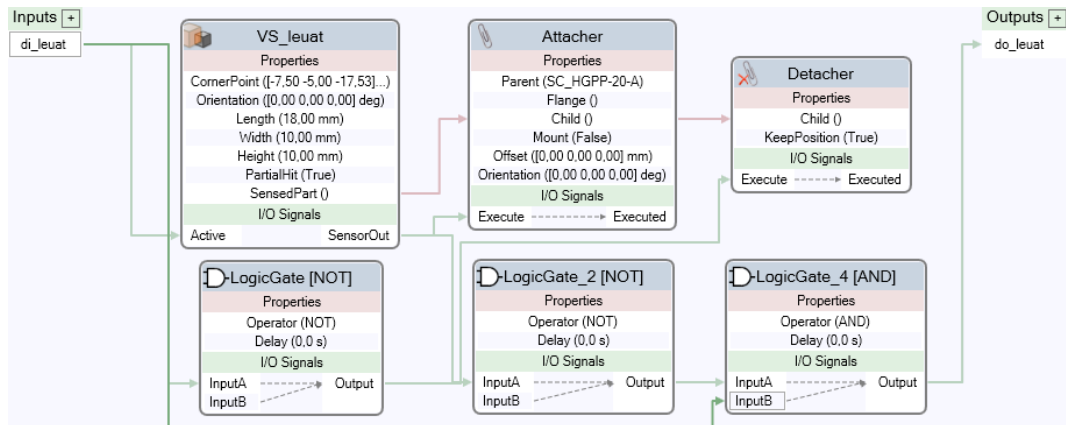 Inputs +
di_leuat
VS_leuat
Properties
CornerPoint ([-7,50 -5,00 -17,53]...)
Orientation ([0,00 0,00 0,00] deg)
Length (18,00 mm)
Width (10,00 mm)
Height (10,00 mm)
PartialHit (True)
SensedPart ()
I/O Signals
Active SensorOut
Attacher
Properties
Parent (SC_HGPP-20-A)
Flange ()
Child ()
Mount (False)
Offset ([0,00 0,00 0,00] mm)
Orientation ([0,00 0,00 0,00] deg)
I/O Signals
Execute Executed
Detacher
Properties
Child ()
KeepPosition (True)
I/O Signals
Execute Executed
Outputs +
do_leuat
LogicGate [NOT]
Properties
Operator (NOT)
Delay (0,0 s)
I/O Signals
InputA Output
InputB
LogicGate_2 [NOT]
Properties
Operator (NOT)
Delay (0,0 s)
I/O Signals
InputA Output
InputB
LogicGate_4 [AND]
Properties
Operator (AND)
Delay (0,0 s)
I/O Signals
InputA Output
InputB